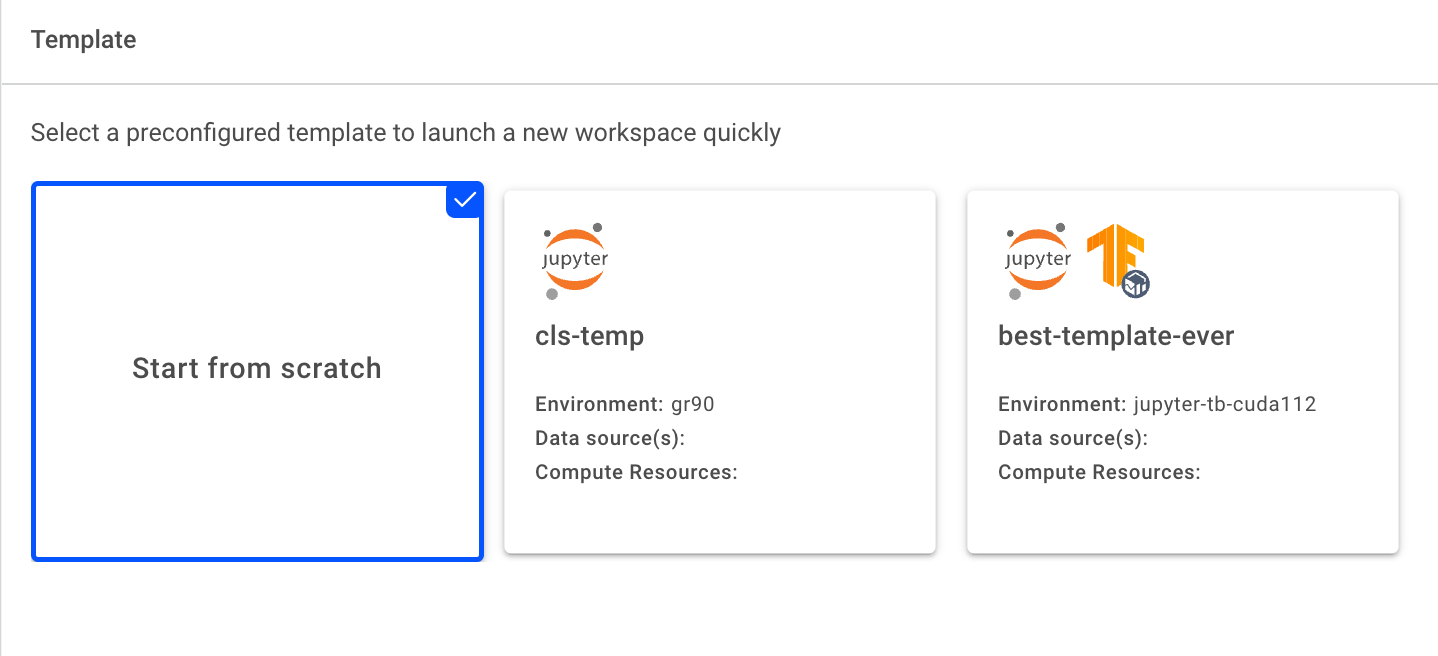 Template
Select a preconfigured template to launch a new workspace quickly
Start from scratch
jupyter
cls-temp
Environment: gr90
Data source(s):
Compute Resources:
jupyter
best-template-ever
Environment: jupyter-tb-cuda112
Data source(s):
Compute Resources: